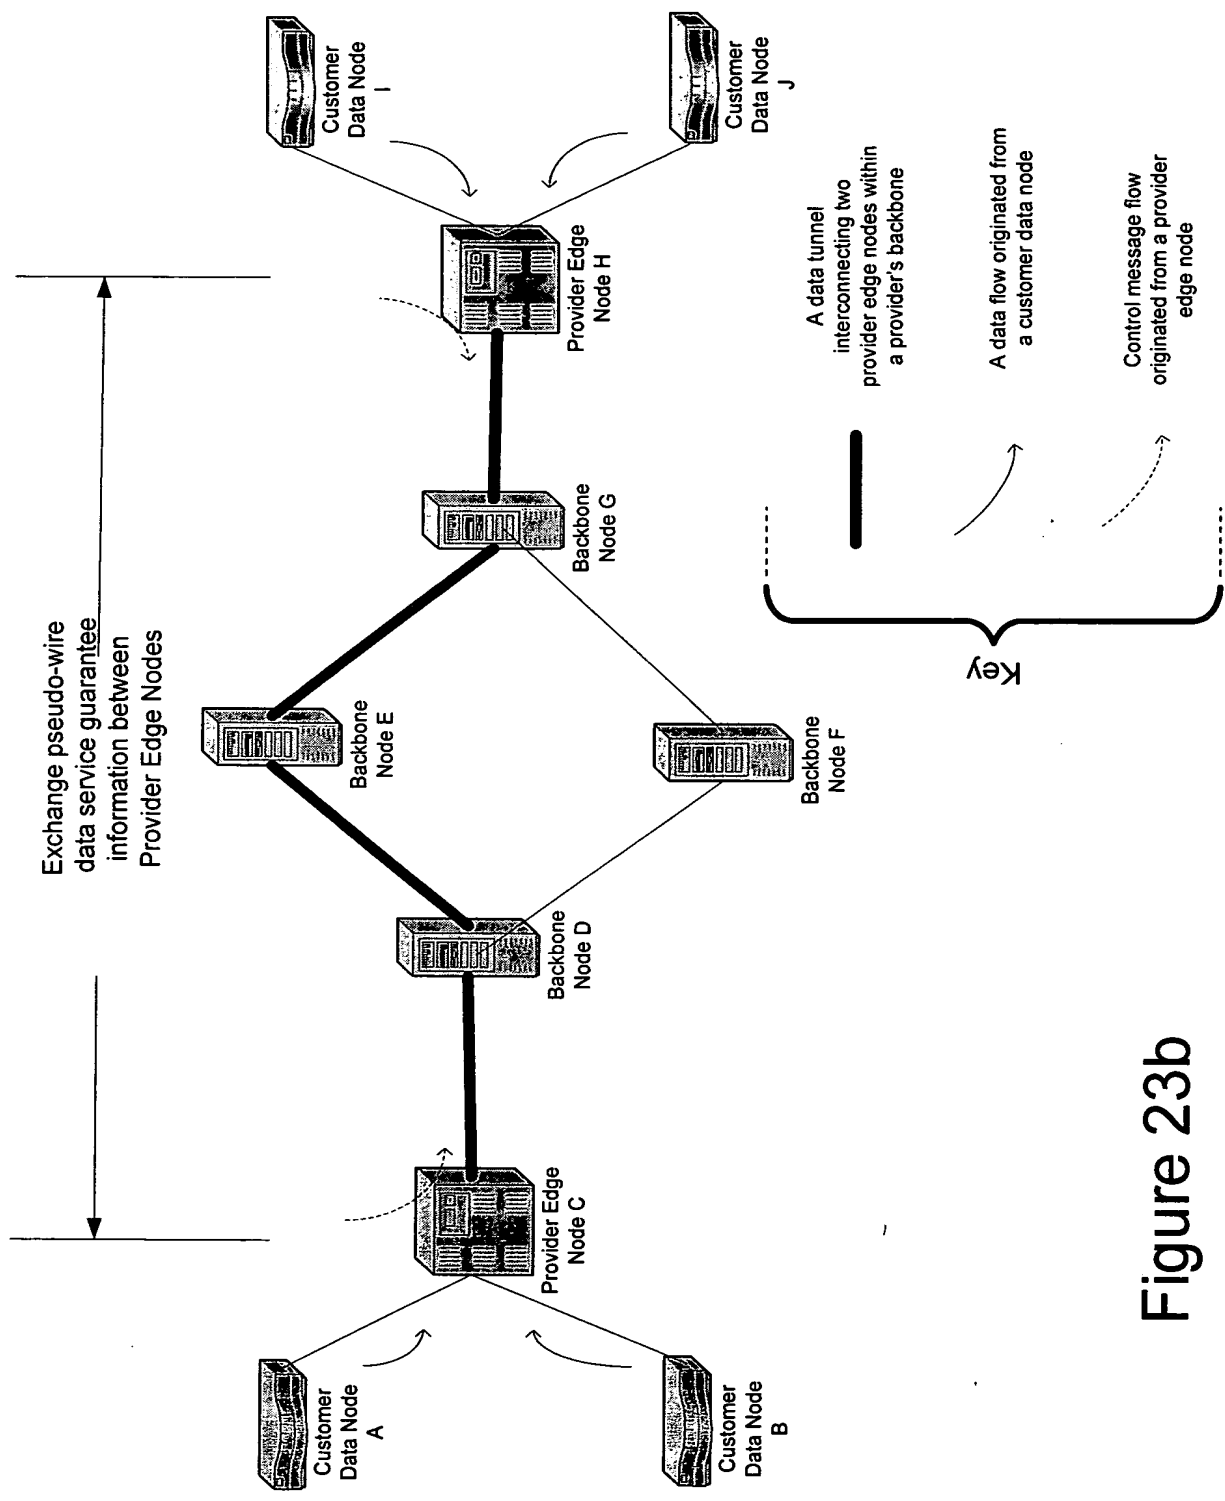 Exchange pseudo-wire
data service guarantee
information between
Provider Edge Nodes
Customer
Data Node
A
Customer
Data Node
B
Provider Edge
Node C
Backbone
Node D
Backbone
Node E
Backbone
Node F
Backbone
Node G
Provider Edge
Node H
Customer
Data Node
I
Customer
Data Node
J
Key
A data tunnel
interconnecting two
provider edge nodes within
a provider's backbone
A data flow originated from
a customer data node
Control message flow
originated from a provider
edge node
Figure 23b